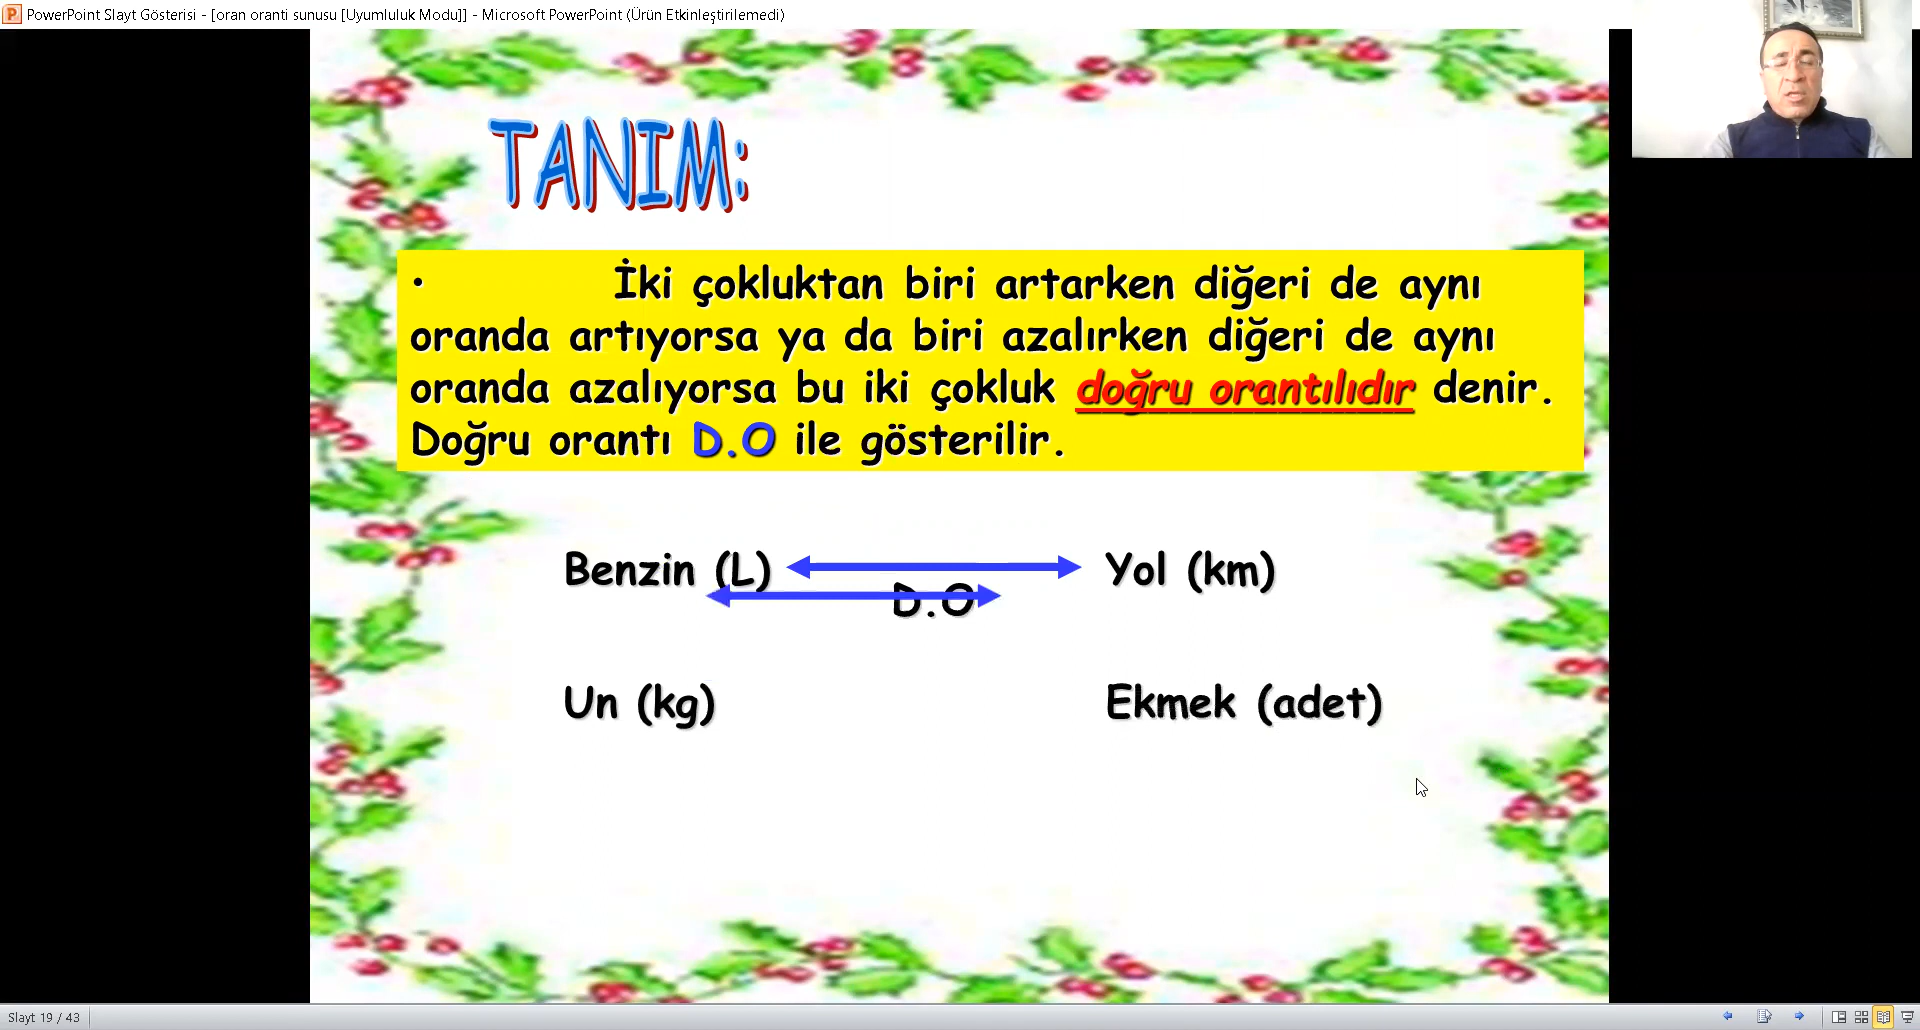 PowerPoint Slayt Gösterisi - [oran oranti sunusu [Uyumluluk Modu]] - Microsoft PowerPoint (Ürün Etkinleştirilemedi)
TANIM:
• İki çokluktan biri artarken diğeri de aynı
oranda artıyorsa ya da biri azalırken diğeri de aynı
oranda azalıyorsa bu iki çokluk doğru orantılıdır denir.
Doğru orantı D.O ile gösterilir.
Benzin (L) Yol (km)
D.O
Un (kg) Ekmek (adet)
Slayt 19 / 43